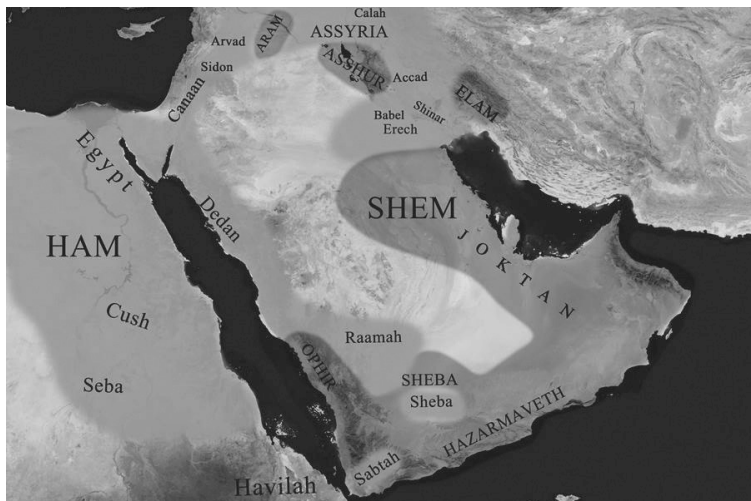 Calah
ASSYRIA
ARAM
Arvad
ASSHUR
Sidon
Accad
ELAM
Canaan
Shinar
Babel
Erech
Egypt
SHEM
Dedan
JOKTAN
HAM
Cush
Raamah
OPHIR
SHEBA
Seba
Sheba
HAZARMAVETH
Sabtah
Havilah